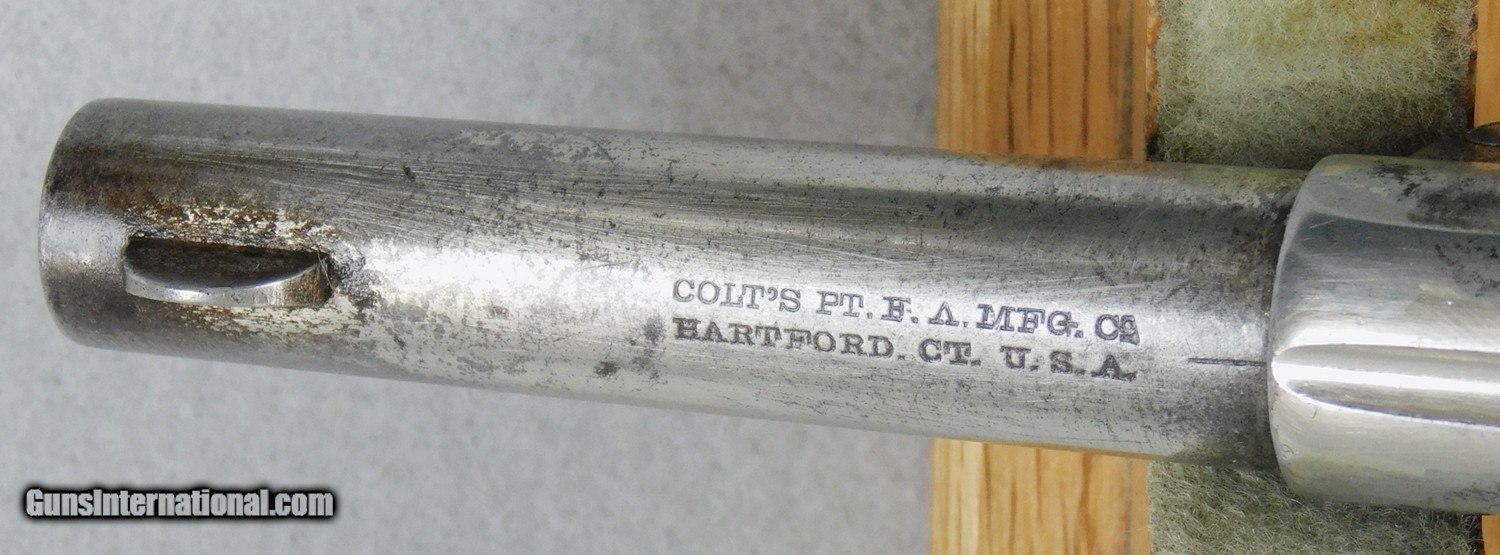 COLT'S PT. F. A. MFG. Co
HARTFORD. CT. U. S. A.
GunsInternational.com